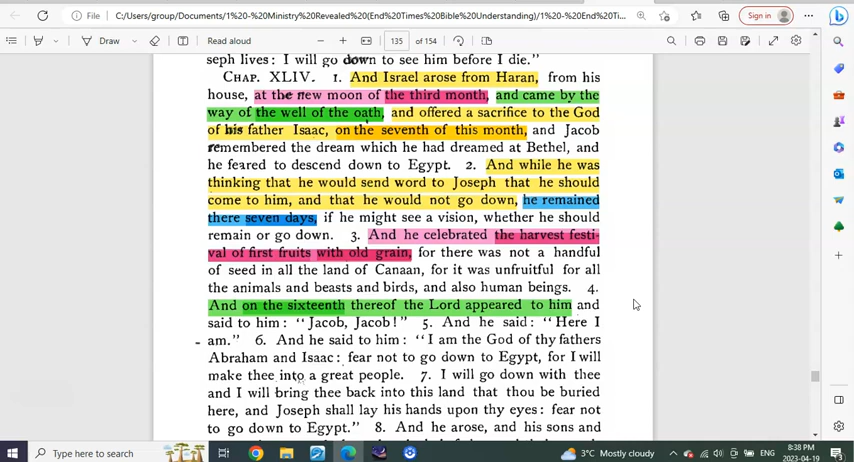 File
C:/Users/group/Documents/1%20-%20Ministry%20Revealed%20(End%20Times%20Bible%20Understanding)/1%20-%20End%20Time...
Sign in
Draw
Read aloud
135 of 154
seph lives: I will go down to see him before I die."
CHAP. XLIV. 1. And Israel arose from Haran, from his
house, at the new moon of the third month, and came by the
way of the well of the oath, and offered a sacrifice to the God
of his father Isaac, on the seventh of this month, and Jacob
remembered the dream which he had dreamed at Bethel, and
he feared to descend down to Egypt. 2. And while he was
thinking that he would send word to Joseph that he should
come to him, and that he would not go down, he remained
there seven days, if he might see a vision, whether he should
remain or go down. 3. And he celebrated the harvest festi-
val of first fruits with old grain, for there was not a handful
of seed in all the land of Canaan, for it was unfruitful for all
the animals and beasts and birds, and also human beings. 4.
And on the sixteenth thereof the Lord appeared to him and
said to him: "Jacob, Jacob!" 5. And he said: "Here I
am." 6. And he said to him: "I am the God of thy fathers
Abraham and Isaac: fear not to go down to Egypt, for I will
make thee into a great people. 7. I will go down with thee
and I will bring thee back into this land that thou be buried
here, and Joseph shall lay his hands upon thy eyes: fear not
to go down to Egypt." 8. And he arose, and his sons and
Type here to search
3°C Mostly cloudy
ENG
8:38 PM
2023-04-19